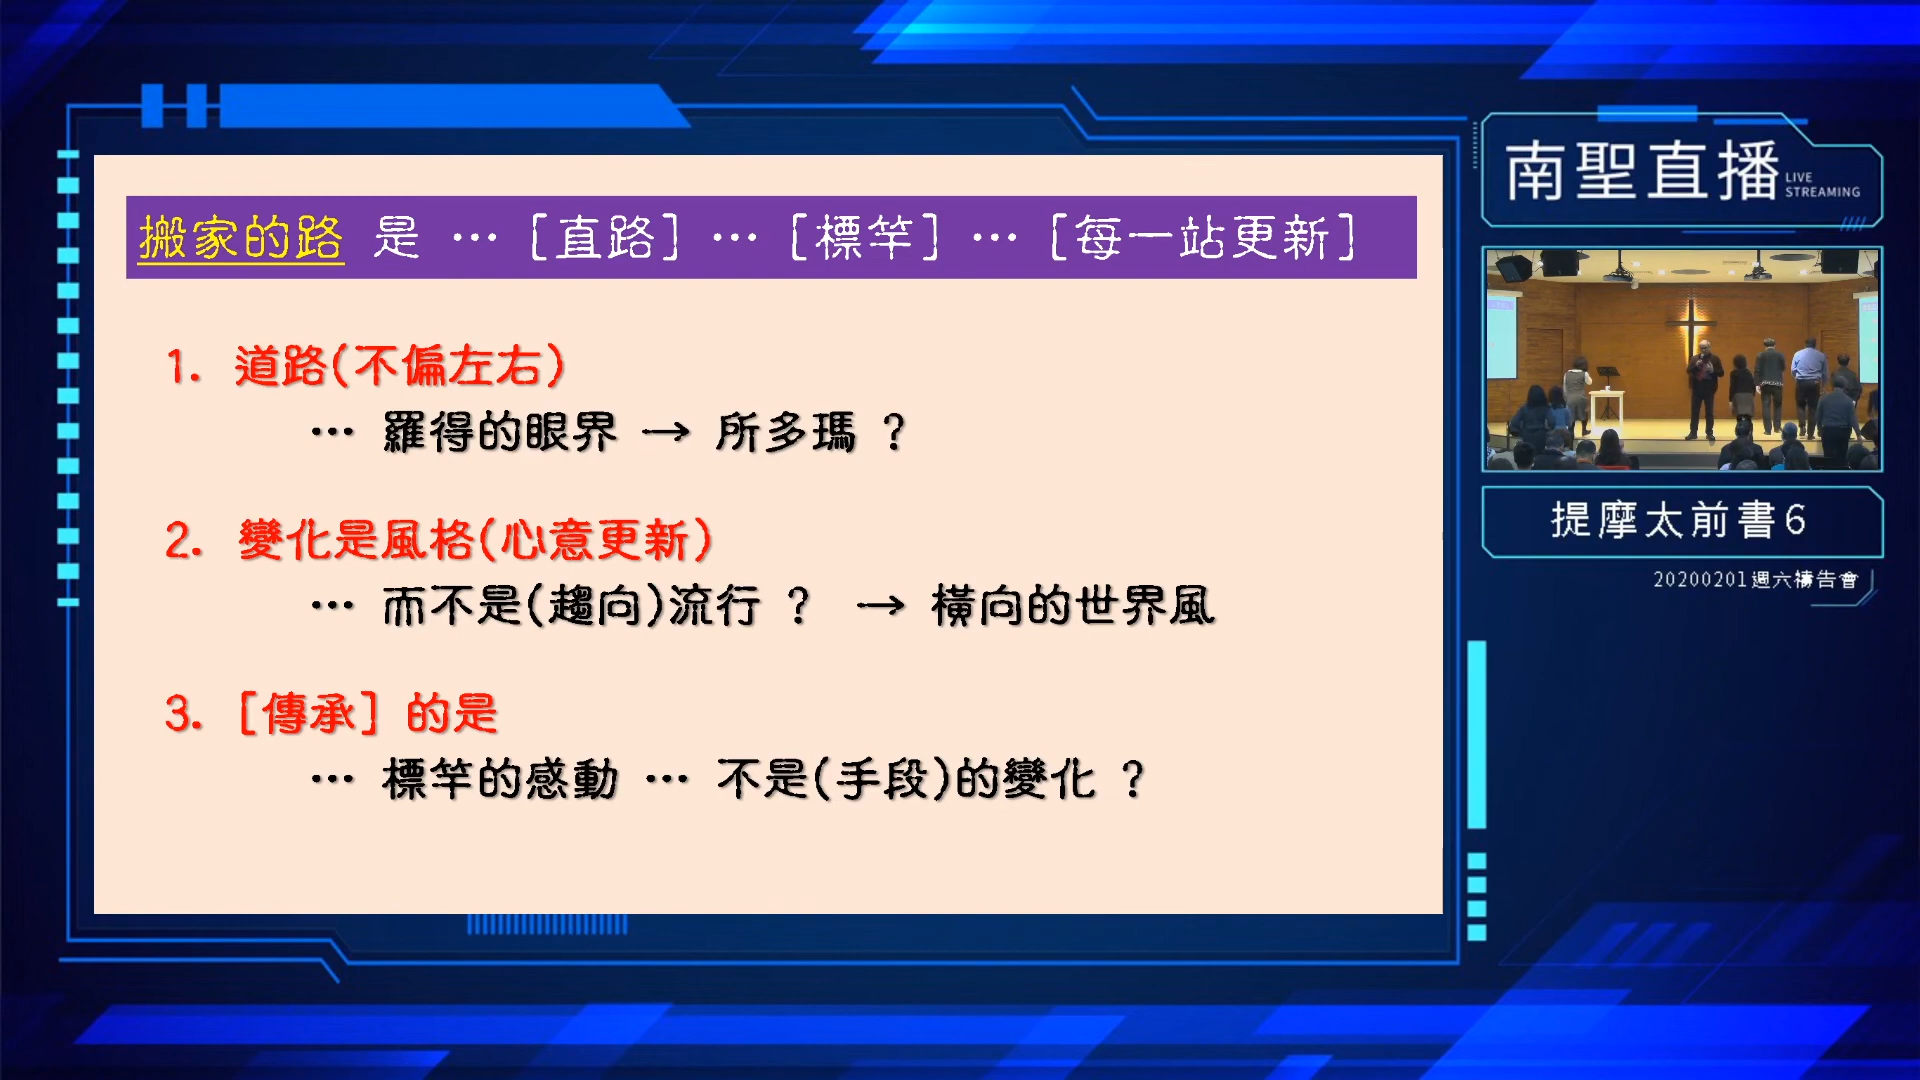 搬家的路 是 … [直路] … [標竿] … [每一站更新]
1. 道路(不偏左右)
… 羅得的眼界 → 所多瑪 ?
2. 變化是風格(心意更新)
… 而不是(趨向)流行 ? → 橫向的世界風
3. [傳承] 的是
… 標竿的感動 … 不是(手段)的變化 ?
南聖直播 LIVE STREAMING
提摩太前書6
20200201週六禱告會